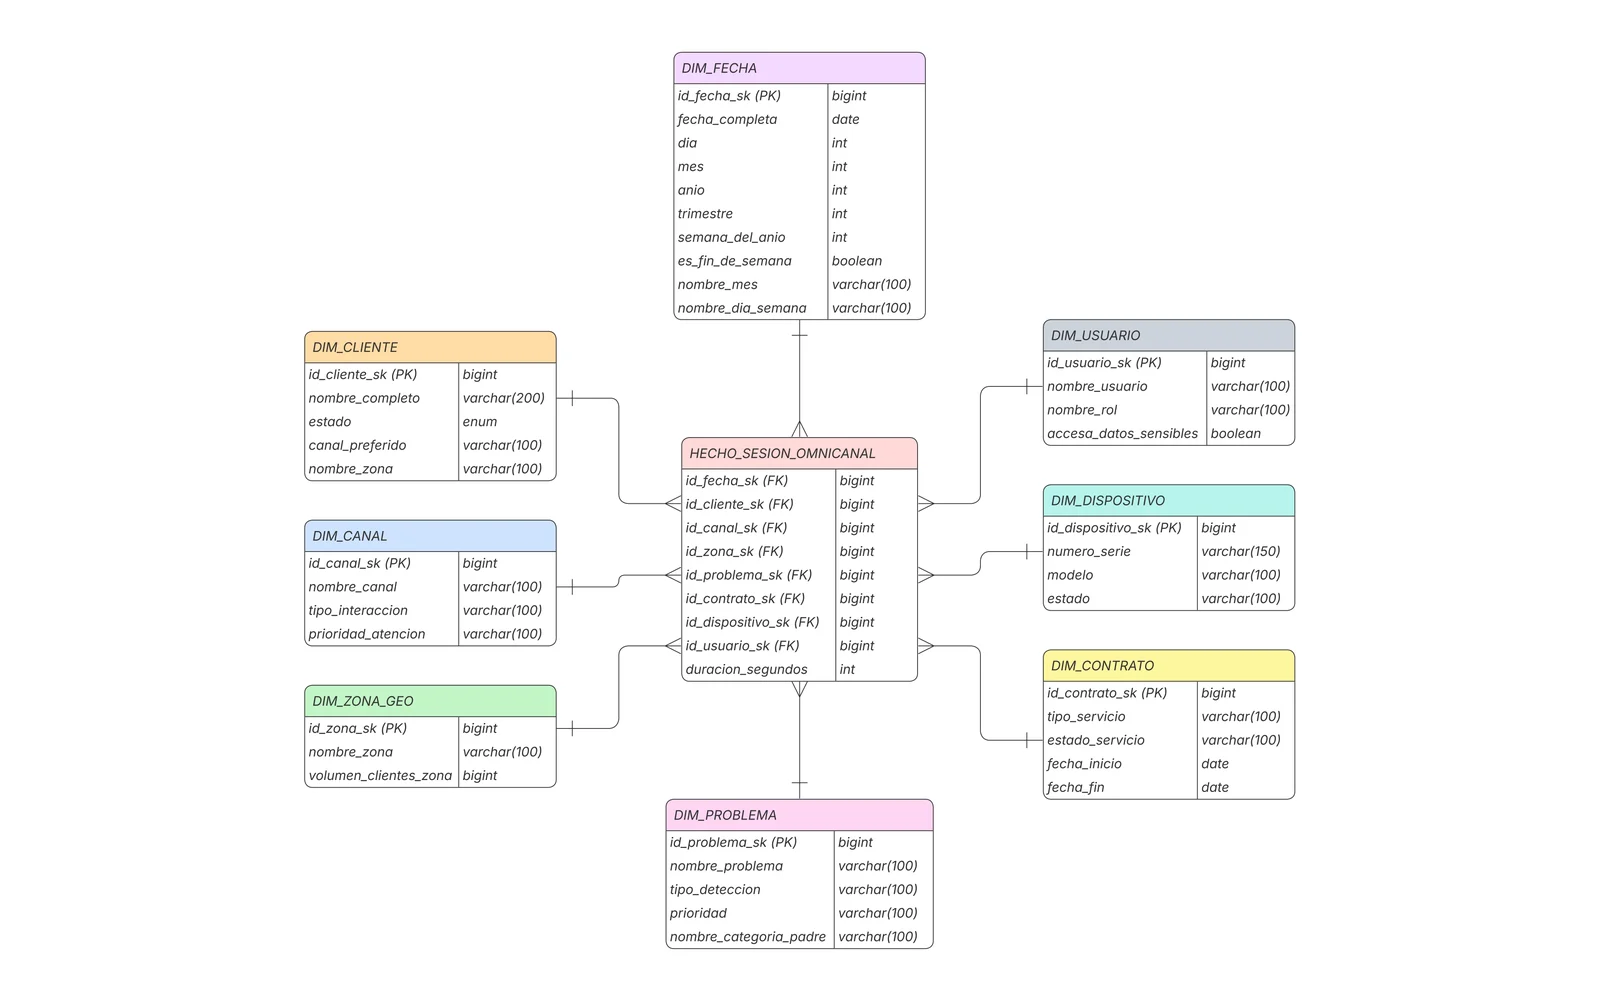 DIM_FECHA
id_fecha_sk (PK) bigint
fecha_completa date
dia int
mes int
anio int
trimestre int
semana_del_anio int
es_fin_de_semana boolean
nombre_mes varchar(100)
nombre_dia_semana varchar(100)
DIM_CLIENTE
id_cliente_sk (PK) bigint
nombre_completo varchar(200)
estado enum
canal_preferido varchar(100)
nombre_zona varchar(100)
DIM_CANAL
id_canal_sk (PK) bigint
nombre_canal varchar(100)
tipo_interaccion varchar(100)
prioridad_atencion varchar(100)
DIM_ZONA_GEO
id_zona_sk (PK) bigint
nombre_zona varchar(100)
volumen_clientes_zona bigint
HECHO_SESION_OMNICANAL
id_fecha_sk (FK) bigint
id_cliente_sk (FK) bigint
id_canal_sk (FK) bigint
id_zona_sk (FK) bigint
id_problema_sk (FK) bigint
id_contrato_sk (FK) bigint
id_dispositivo_sk (FK) bigint
id_usuario_sk (FK) bigint
duracion_segundos int
DIM_USUARIO
id_usuario_sk (PK) bigint
nombre_usuario varchar(100)
nombre_rol varchar(100)
accesa_datos_sensibles boolean
DIM_DISPOSITIVO
id_dispositivo_sk (PK) bigint
numero_serie varchar(150)
modelo varchar(100)
estado varchar(100)
DIM_CONTRATO
id_contrato_sk (PK) bigint
tipo_servicio varchar(100)
estado_servicio varchar(100)
fecha_inicio date
fecha_fin date
DIM_PROBLEMA
id_problema_sk (PK) bigint
nombre_problema varchar(100)
tipo_deteccion varchar(100)
prioridad varchar(100)
nombre_categoria_padre varchar(100)